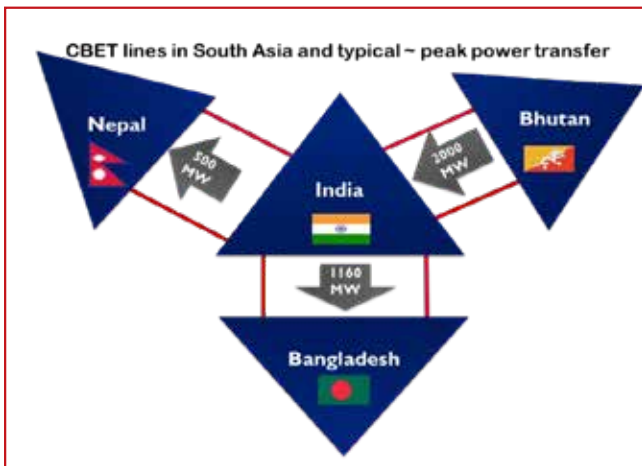 CBET lines in South Asia and typical ~ peak power transfer
Nepal
500
MW
India
2000
MW
Bhutan
1160
MW
Bangladesh